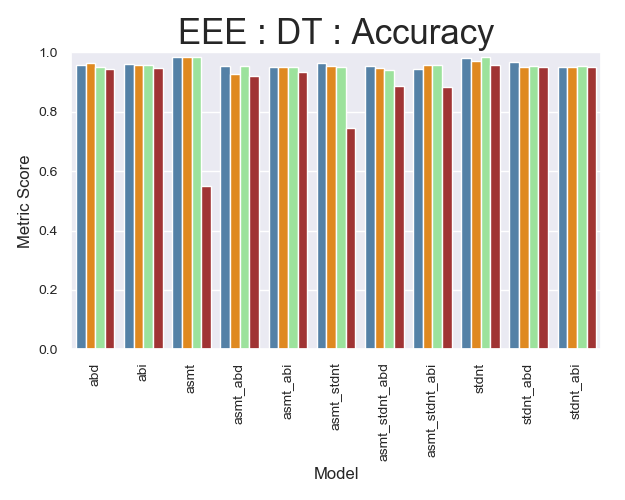 EEE : DT : Accuracy
1.0
0.8
0.6
0.4
0.2
0.0
Metric Score
abd
abi
asmt
asmt_abd
asmt_abi
asmt_stdnt
asmt_stdnt_abd
asmt_stdnt_abi
stdnt
stdnt_abd
stdnt_abi
Model